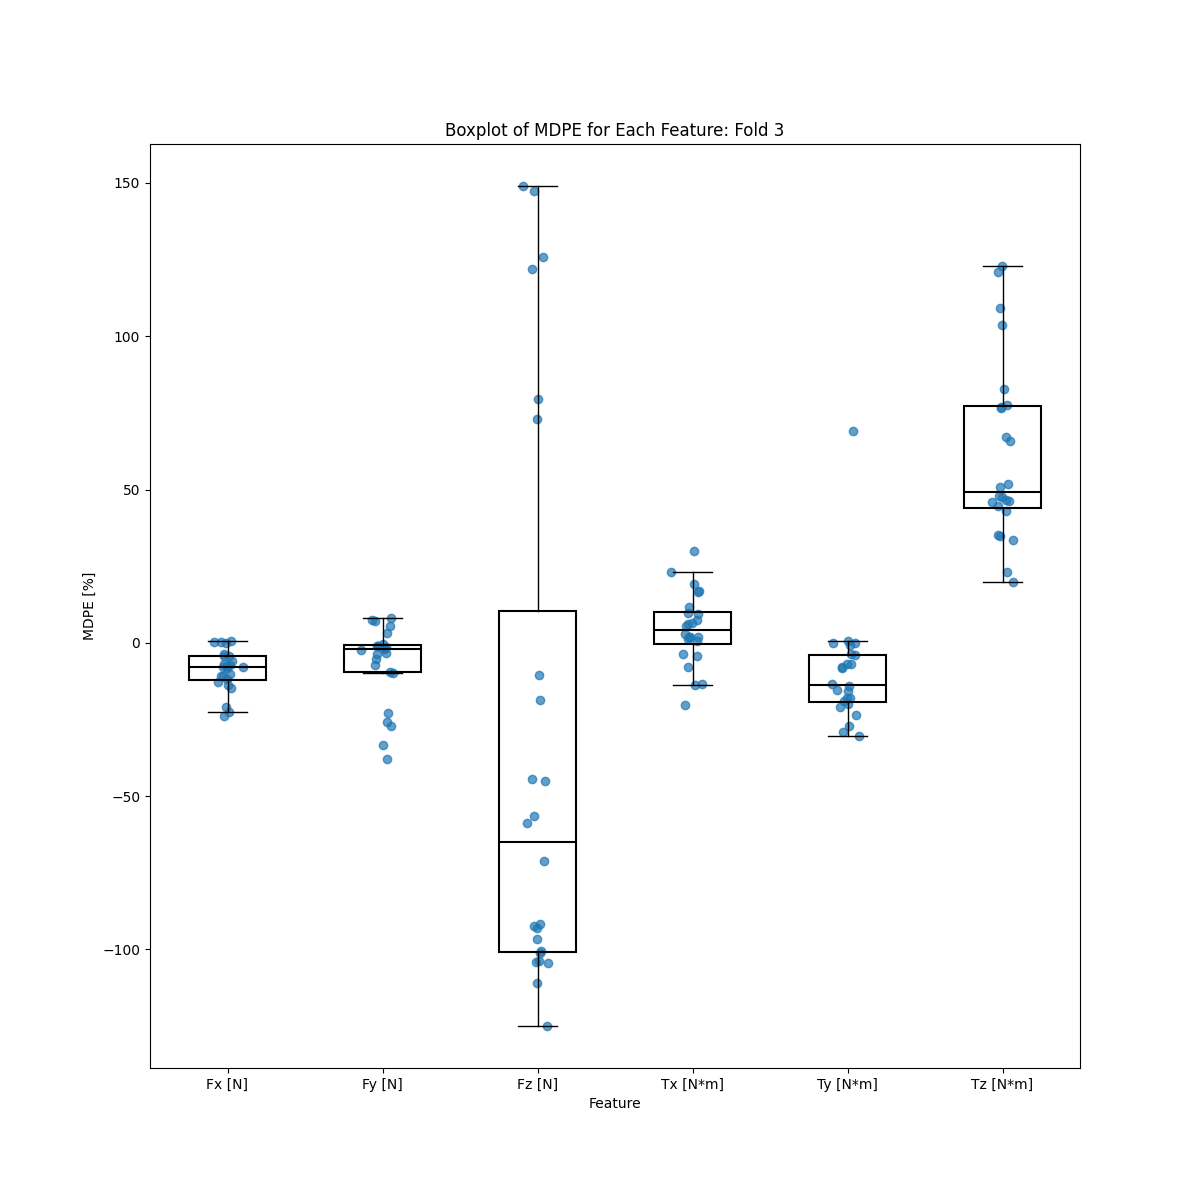 Boxplot of MDPE for Each Feature: Fold 3
MDPE [%]
150
100
50
0
−50
−100
Fx [N]
Fy [N]
Fz [N]
Tx [N*m]
Ty [N*m]
Tz [N*m]
Feature